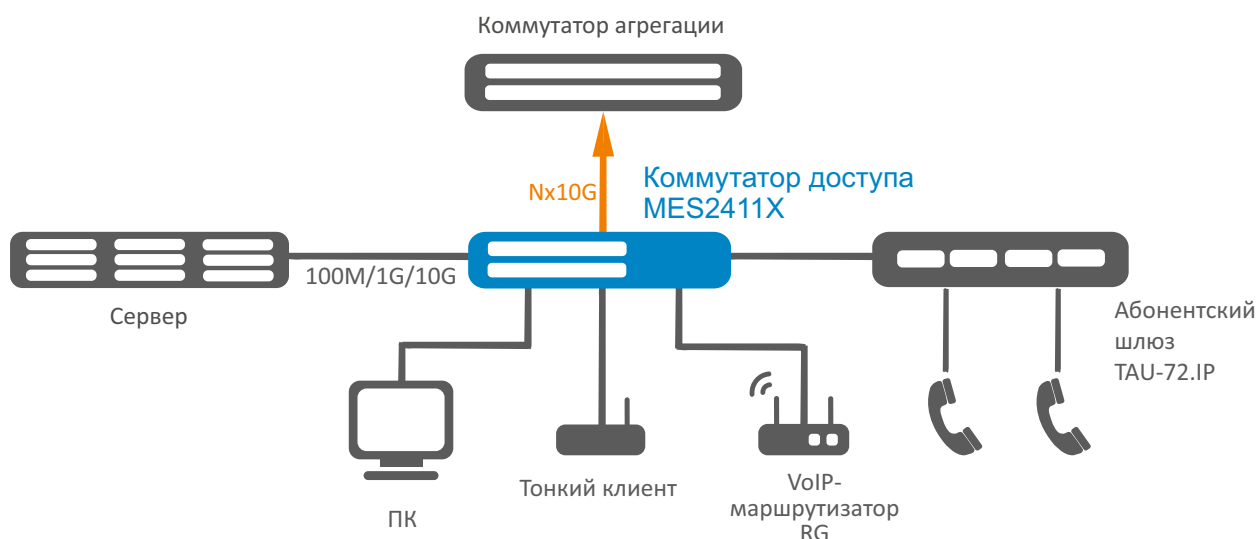 Коммутатор агрегации
Nx10G
Коммутатор доступа
MES2411X
100M/1G/10G
Сервер
Абонентский
шлюз
TAU-72.IP
ПК
Тонкий клиент
VoIP-
маршрутизатор
RG